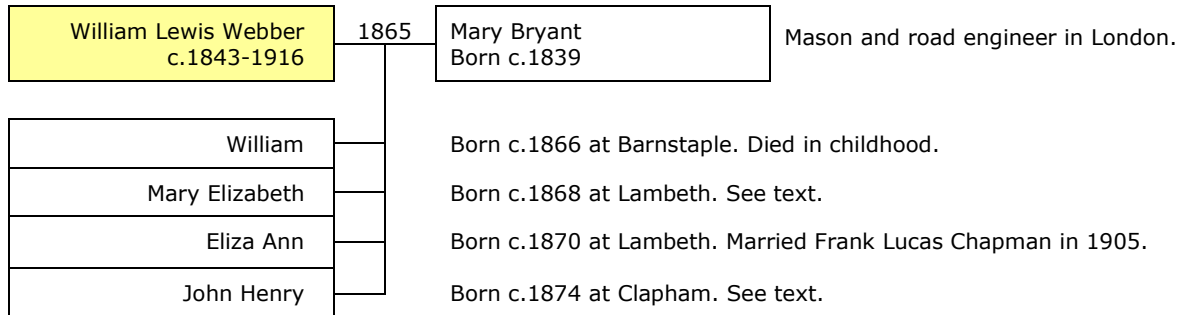 William Lewis Webber
c.1843-1916
1865
Mary Bryant
Born c.1839
Mason and road engineer in London.
William
Born c.1866 at Barnstaple. Died in childhood.
Mary Elizabeth
Born c.1868 at Lambeth. See text.
Eliza Ann
Born c.1870 at Lambeth. Married Frank Lucas Chapman in 1905.
John Henry
Born c.1874 at Clapham. See text.